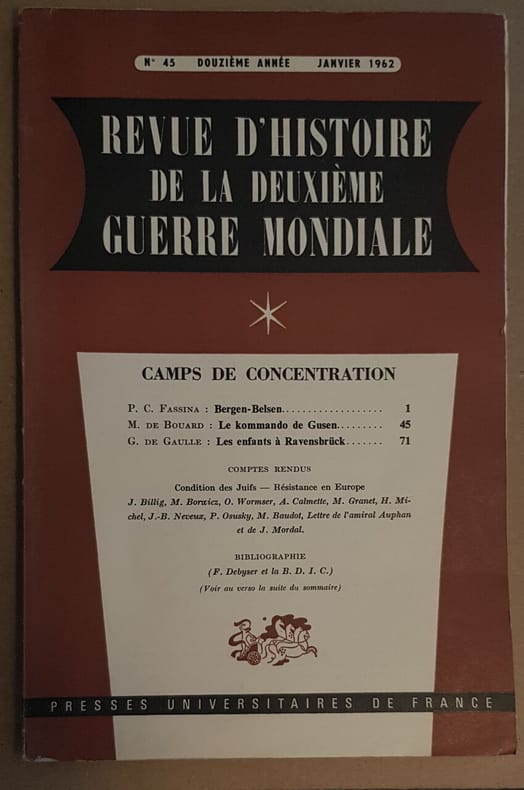 N° 45 DOUZIÈME ANNÉE JANVIER 1962
REVUE D'HISTOIRE
DE LA DEUXIÈME
GUERRE MONDIALE
CAMPS DE CONCENTRATION
P. C. FASSINA : Bergen-Belsen.................. 1
M. DE BOUARD : Le kommando de Gusen......... 45
G. DE GAULLE : Les enfants à Ravensbrück....... 71
COMPTES RENDUS
Condition des Juifs — Résistance en Europe
J. Billig, M. Borwicz, O. Wormser, A. Calmette, M. Granet, H. Mi-
chel, J.-B. Neveux, P. Osusky, M. Baudot, Lettre de l'amiral Auphan
et de J. Mordal.
BIBLIOGRAPHIE
(F. Debyser et la B. D. I. C.)
(Voir au verso la suite du sommaire)
PRESSES UNIVERSITAIRES DE FRANCE